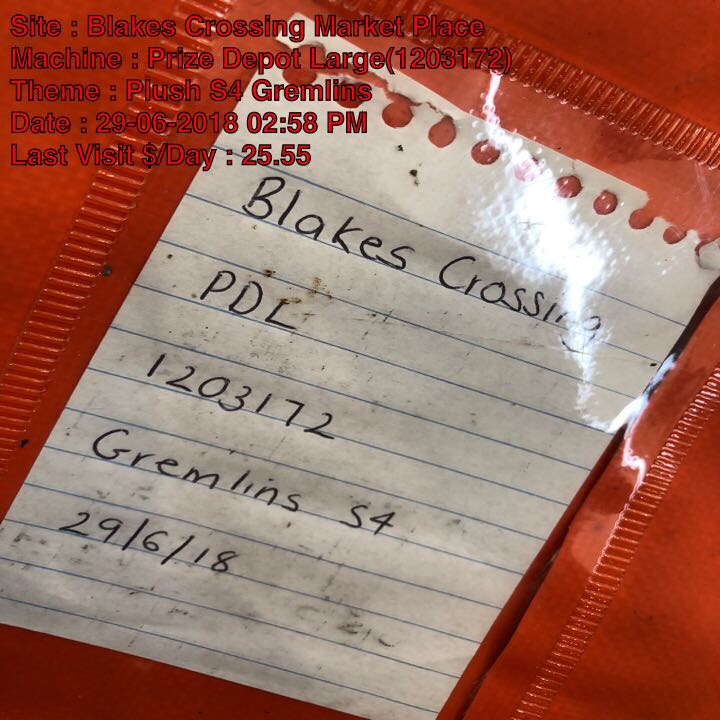 Site : Blakes Crossing Market Place
Machine : Prize Depot Large(1203172)
Theme : Plush S4 Gremlins
Date : 29-06-2018 02:58 PM
Last Visit $/Day : 25.55
Blakes Crossing
PDL
1203172
Gremlins S4
29/6/18